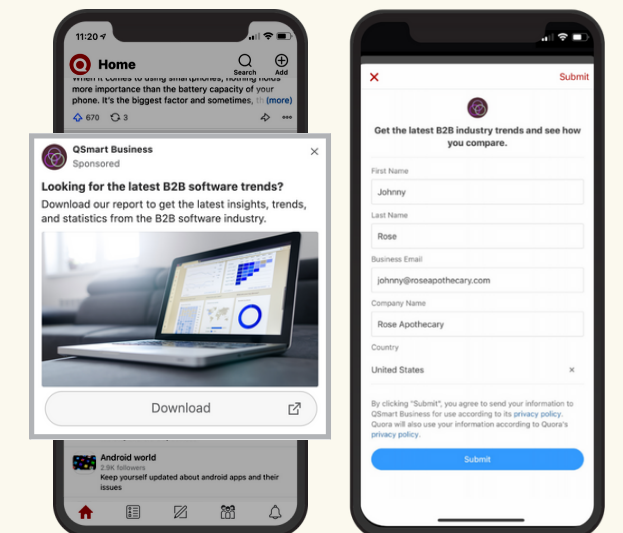 11:20
Home
Search
Add
When it comes to using smartphones, nothing holds
more importance than the battery capacity of your
phone. It's the biggest factor and sometimes, th (more)
670
3
QSmart Business
Sponsored
Looking for the latest B2B software trends?
Download our report to get the latest insights, trends,
and statistics from the B2B software industry.
Download
Android world
2.9K followers
Keep yourself updated about android apps and their
issues
Submit
Get the latest B2B industry trends and see how
you compare.
First Name
Johnny
Last Name
Rose
Business Email
johnny@roseapothecary.com
Company Name
Rose Apothecary
Country
United States
By clicking "Submit", you agree to send your information to
QSmart Business for use according to its privacy policy.
Quora will also use your information according to Quora's
privacy policy.
Submit